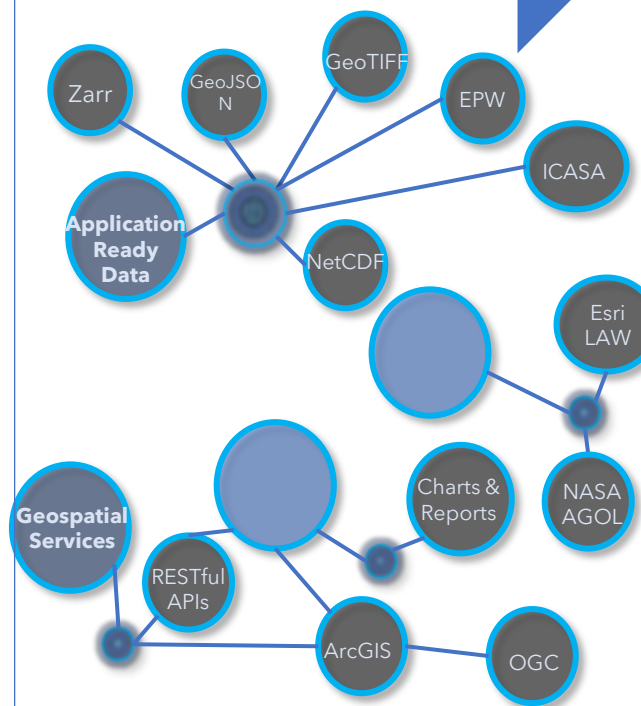 GeoTIFF
Zarr
GeoJSO
N
EPW
ICASA
Application
Ready
Data
NetCDF
Esri
LAW
Charts &
Reports
NASA
AGOL
Geospatial
Services
RESTful
APIs
ArcGIS
OGC